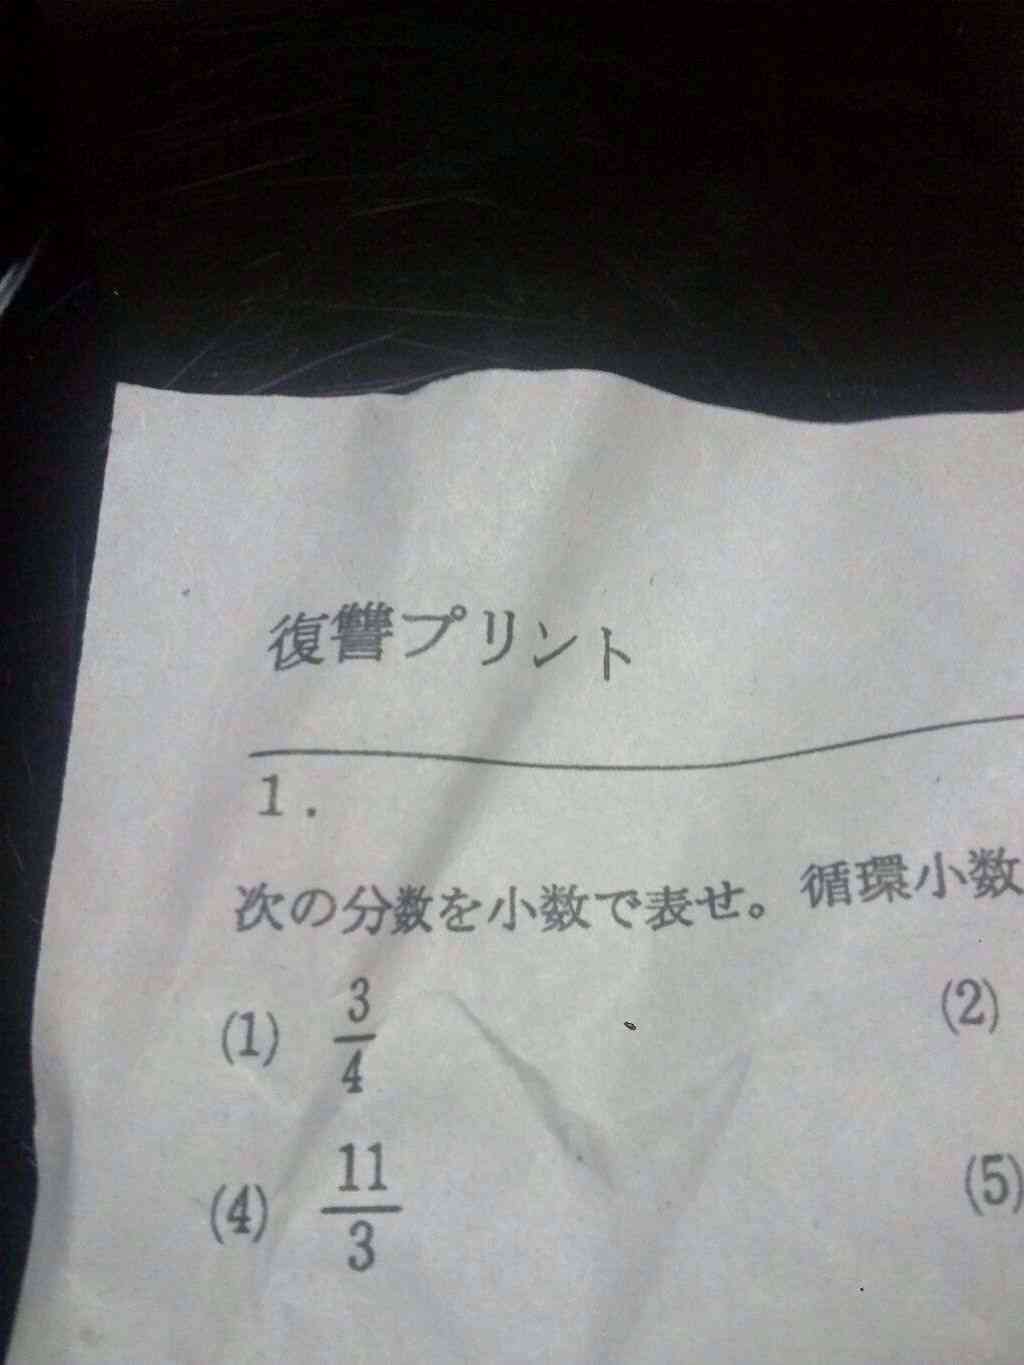 復讐プリント
1.
次の分数を小数で表せ。循環小数
(1) 3/4 (2)
(4) 11/3 (5)